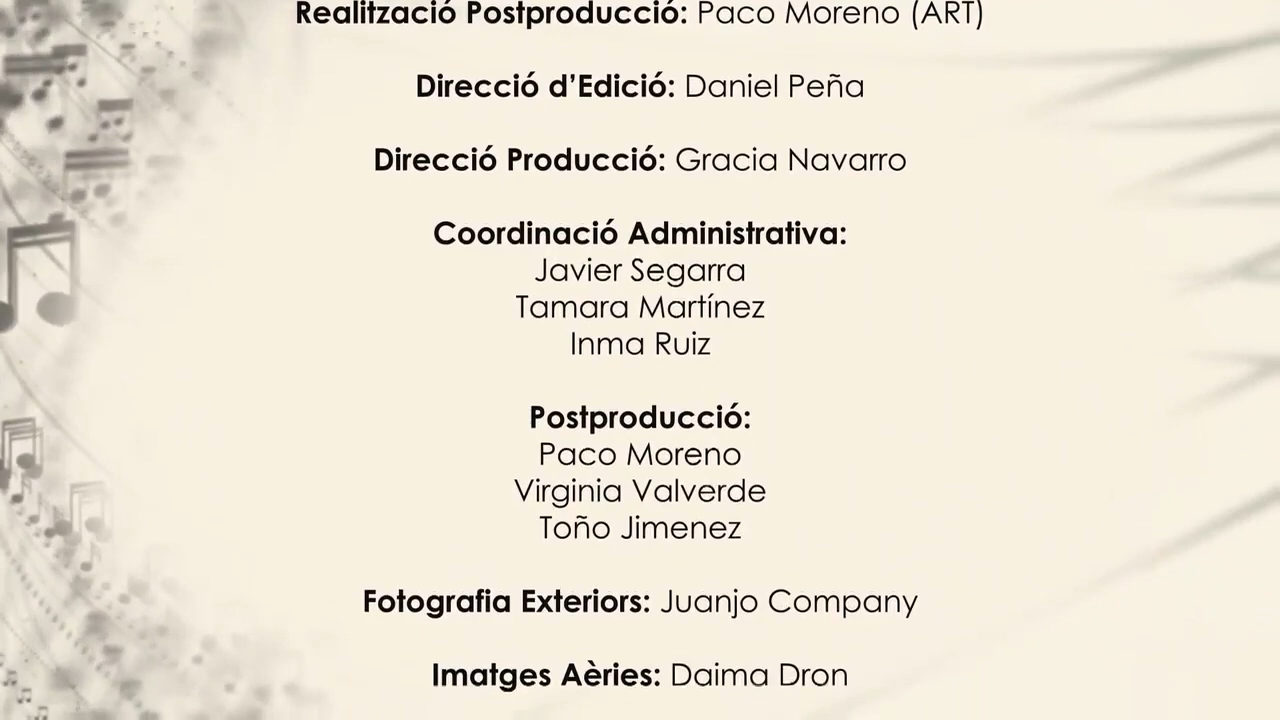 Realització Postproducció: Paco Moreno (ART)
Direcció d’Edició: Daniel Peña
Direcció Producció: Gracia Navarro
Coordinació Administrativa:
Javier Segarra
Tamara Martínez
Inma Ruiz
Postproducció:
Paco Moreno
Virginia Valverde
Toño Jimenez
Fotografia Exteriors: Juanjo Company
Imatges Aèries: Daima Dron